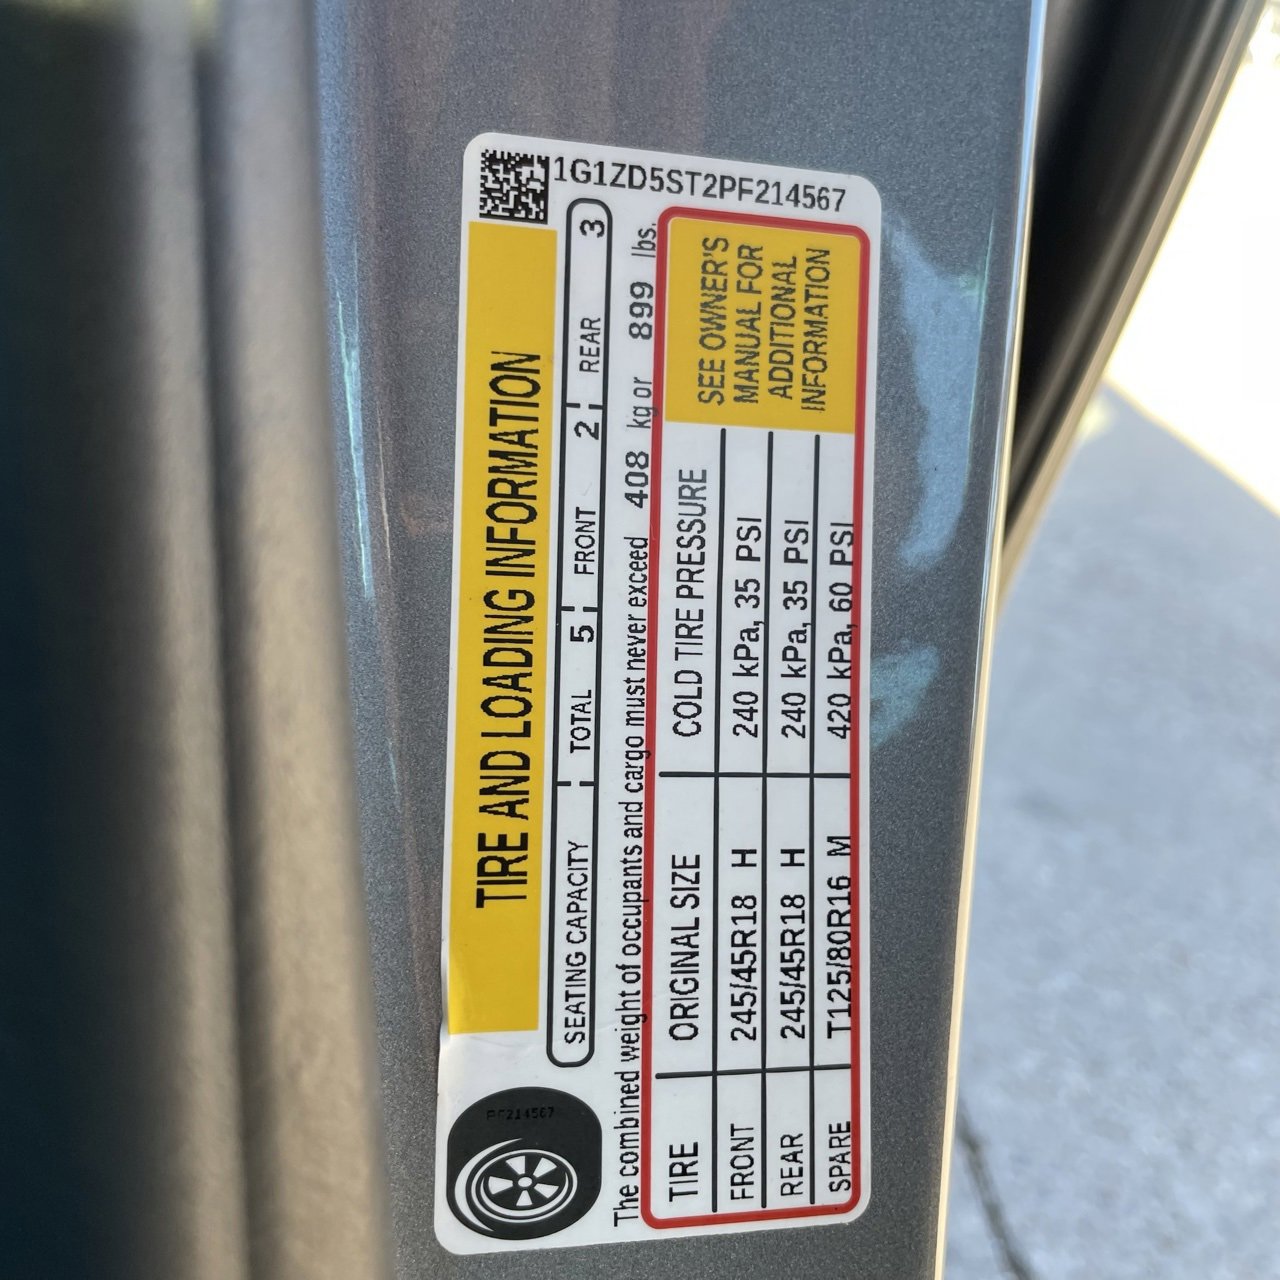 1G1ZD5ST2PF214567
TIRE AND LOADING INFORMATION
SEATING CAPACITY TOTAL 5 FRONT 2 REAR 3
The combined weight of occupants and cargo must never exceed 408 kg or 899 lbs.
TIRE ORIGINAL SIZE COLD TIRE PRESSURE
FRONT 245/45R18 H 240 kPa, 35 PSI
REAR 245/45R18 H 240 kPa, 35 PSI
SPARE T125/80R16 M 420 kPa, 60 PSI
SEE OWNER'S
MANUAL FOR
ADDITIONAL
INFORMATION
PF214567